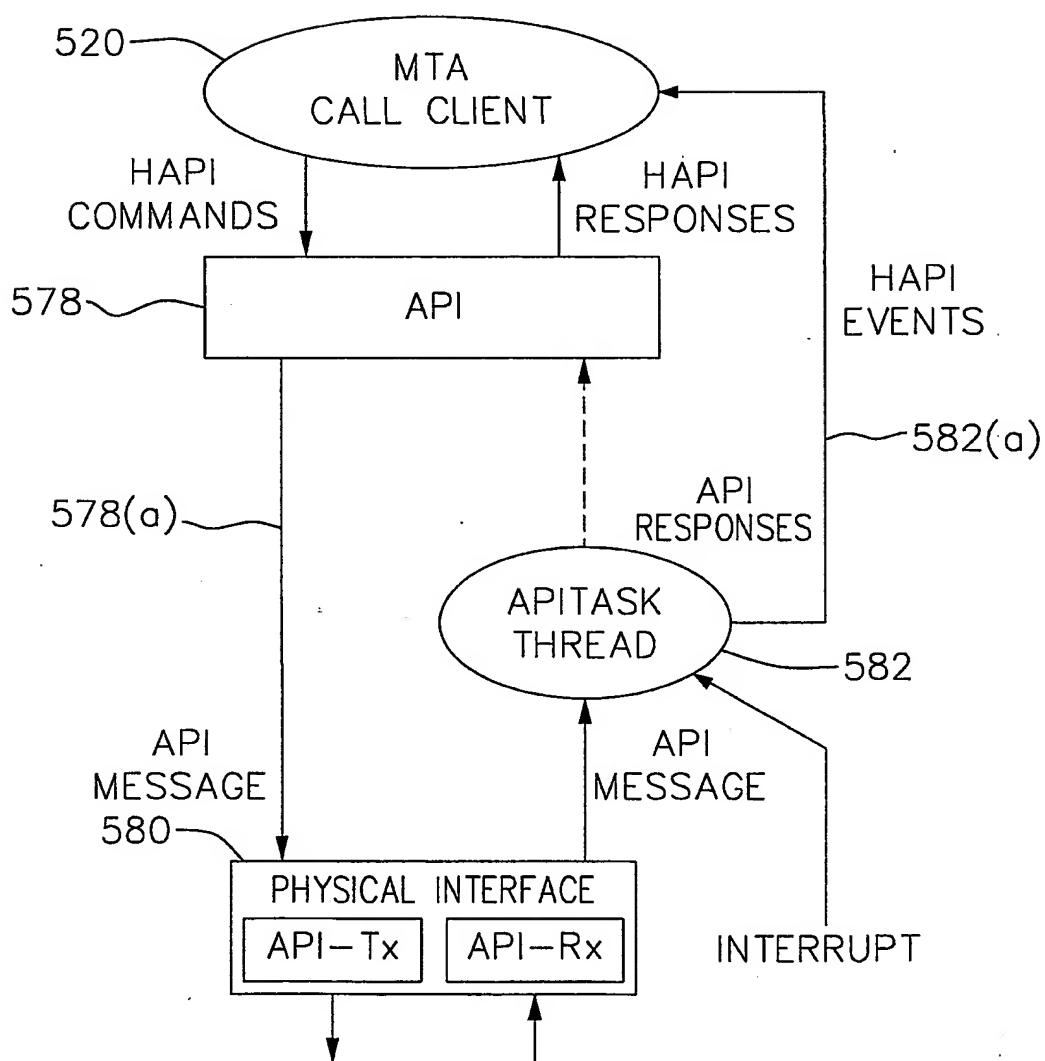 520
MTA
CALL CLIENT
HAPI
COMMANDS
HAPI
RESPONSES
578
API
HAPI
EVENTS
582(a)
578(a)
API
RESPONSES
APITASK
THREAD
582
API
MESSAGE
API
MESSAGE
580
PHYSICAL INTERFACE
API-Tx
API-Rx
INTERRUPT